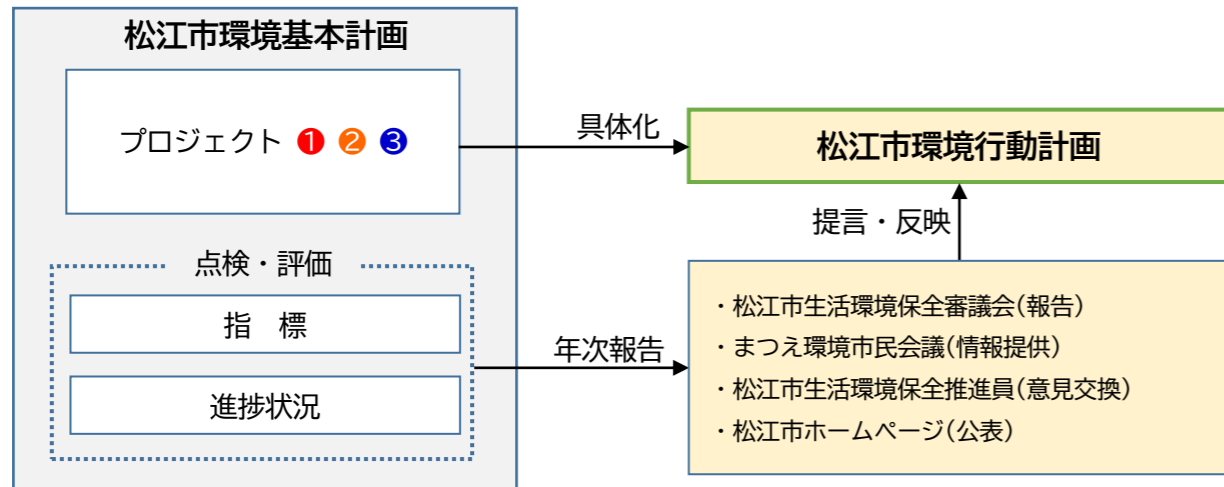 松江市環境基本計画
プロジェクト ❶ ❷ ❸
具体化
松江市環境行動計画
提言・反映
点検・評価
指　標
進捗状況
年次報告
・松江市生活環境保全審議会(報告)
・まつえ環境市民会議(情報提供)
・松江市生活環境保全推進員(意見交換)
・松江市ホームページ(公表)